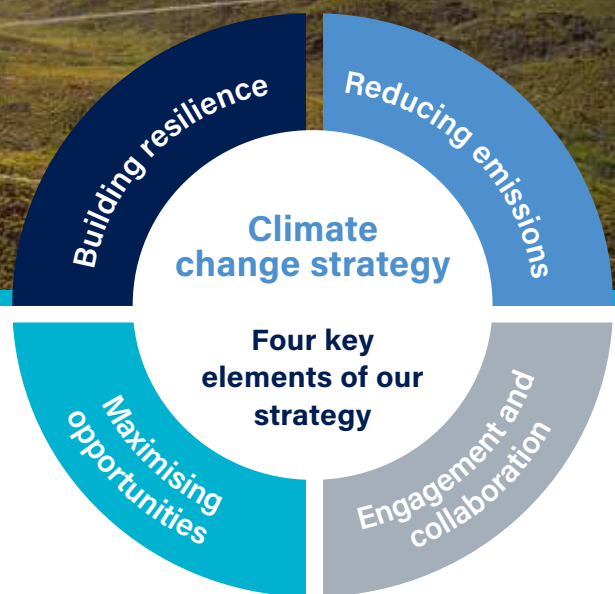 Building resilience
Reducing emissions
Climate
change strategy
Four key
elements of our
strategy
Maximising
opportunities
Engagement and
collaboration